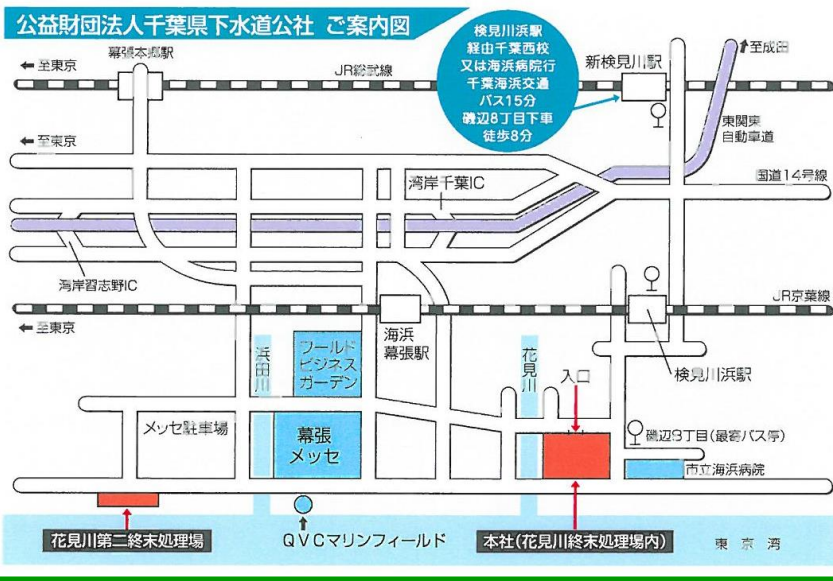 公益財団法人千葉県下水道公社 ご案内図
検見川浜駅
経由千葉西校
又は海浜病院行
千葉海浜交通
バス15分
磯辺8丁目下車
徒歩8分
至成田
幕張本郷駅
至東京
JR総武線
新検見川駅
東関東
自動車道
至東京
湾岸千葉IC
国道14号線
湾岸習志野IC
JR京葉線
至東京
海浜
幕張駅
浜田川
ワールド
ビジネス
ガーデン
花見川
入口
検見川浜駅
メッセ駐車場
幕張
メッセ
磯辺8丁目(最寄バス停)
市立海浜病院
花見川第二終末処理場
QVCマリンフィールド
本社(花見川終末処理場内)
東京湾